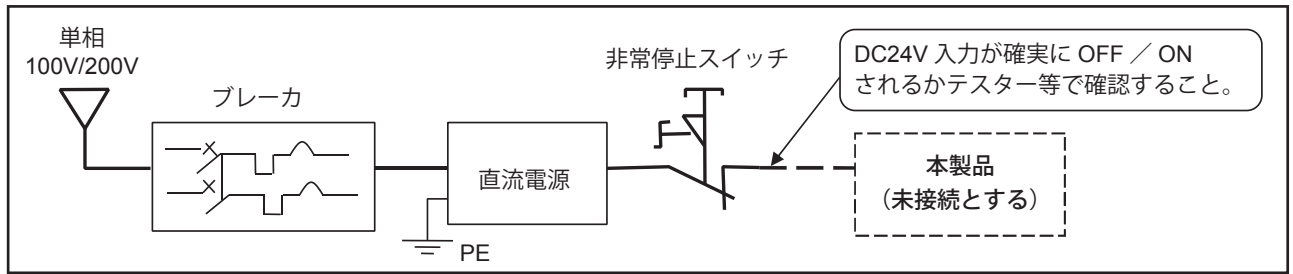 単相
100V/200V
ブレーカ
直流電源
PE
非常停止スイッチ
DC24V 入力が確実に OFF ／ ON
されるかテスター等で確認すること。
本製品
（未接続とする）